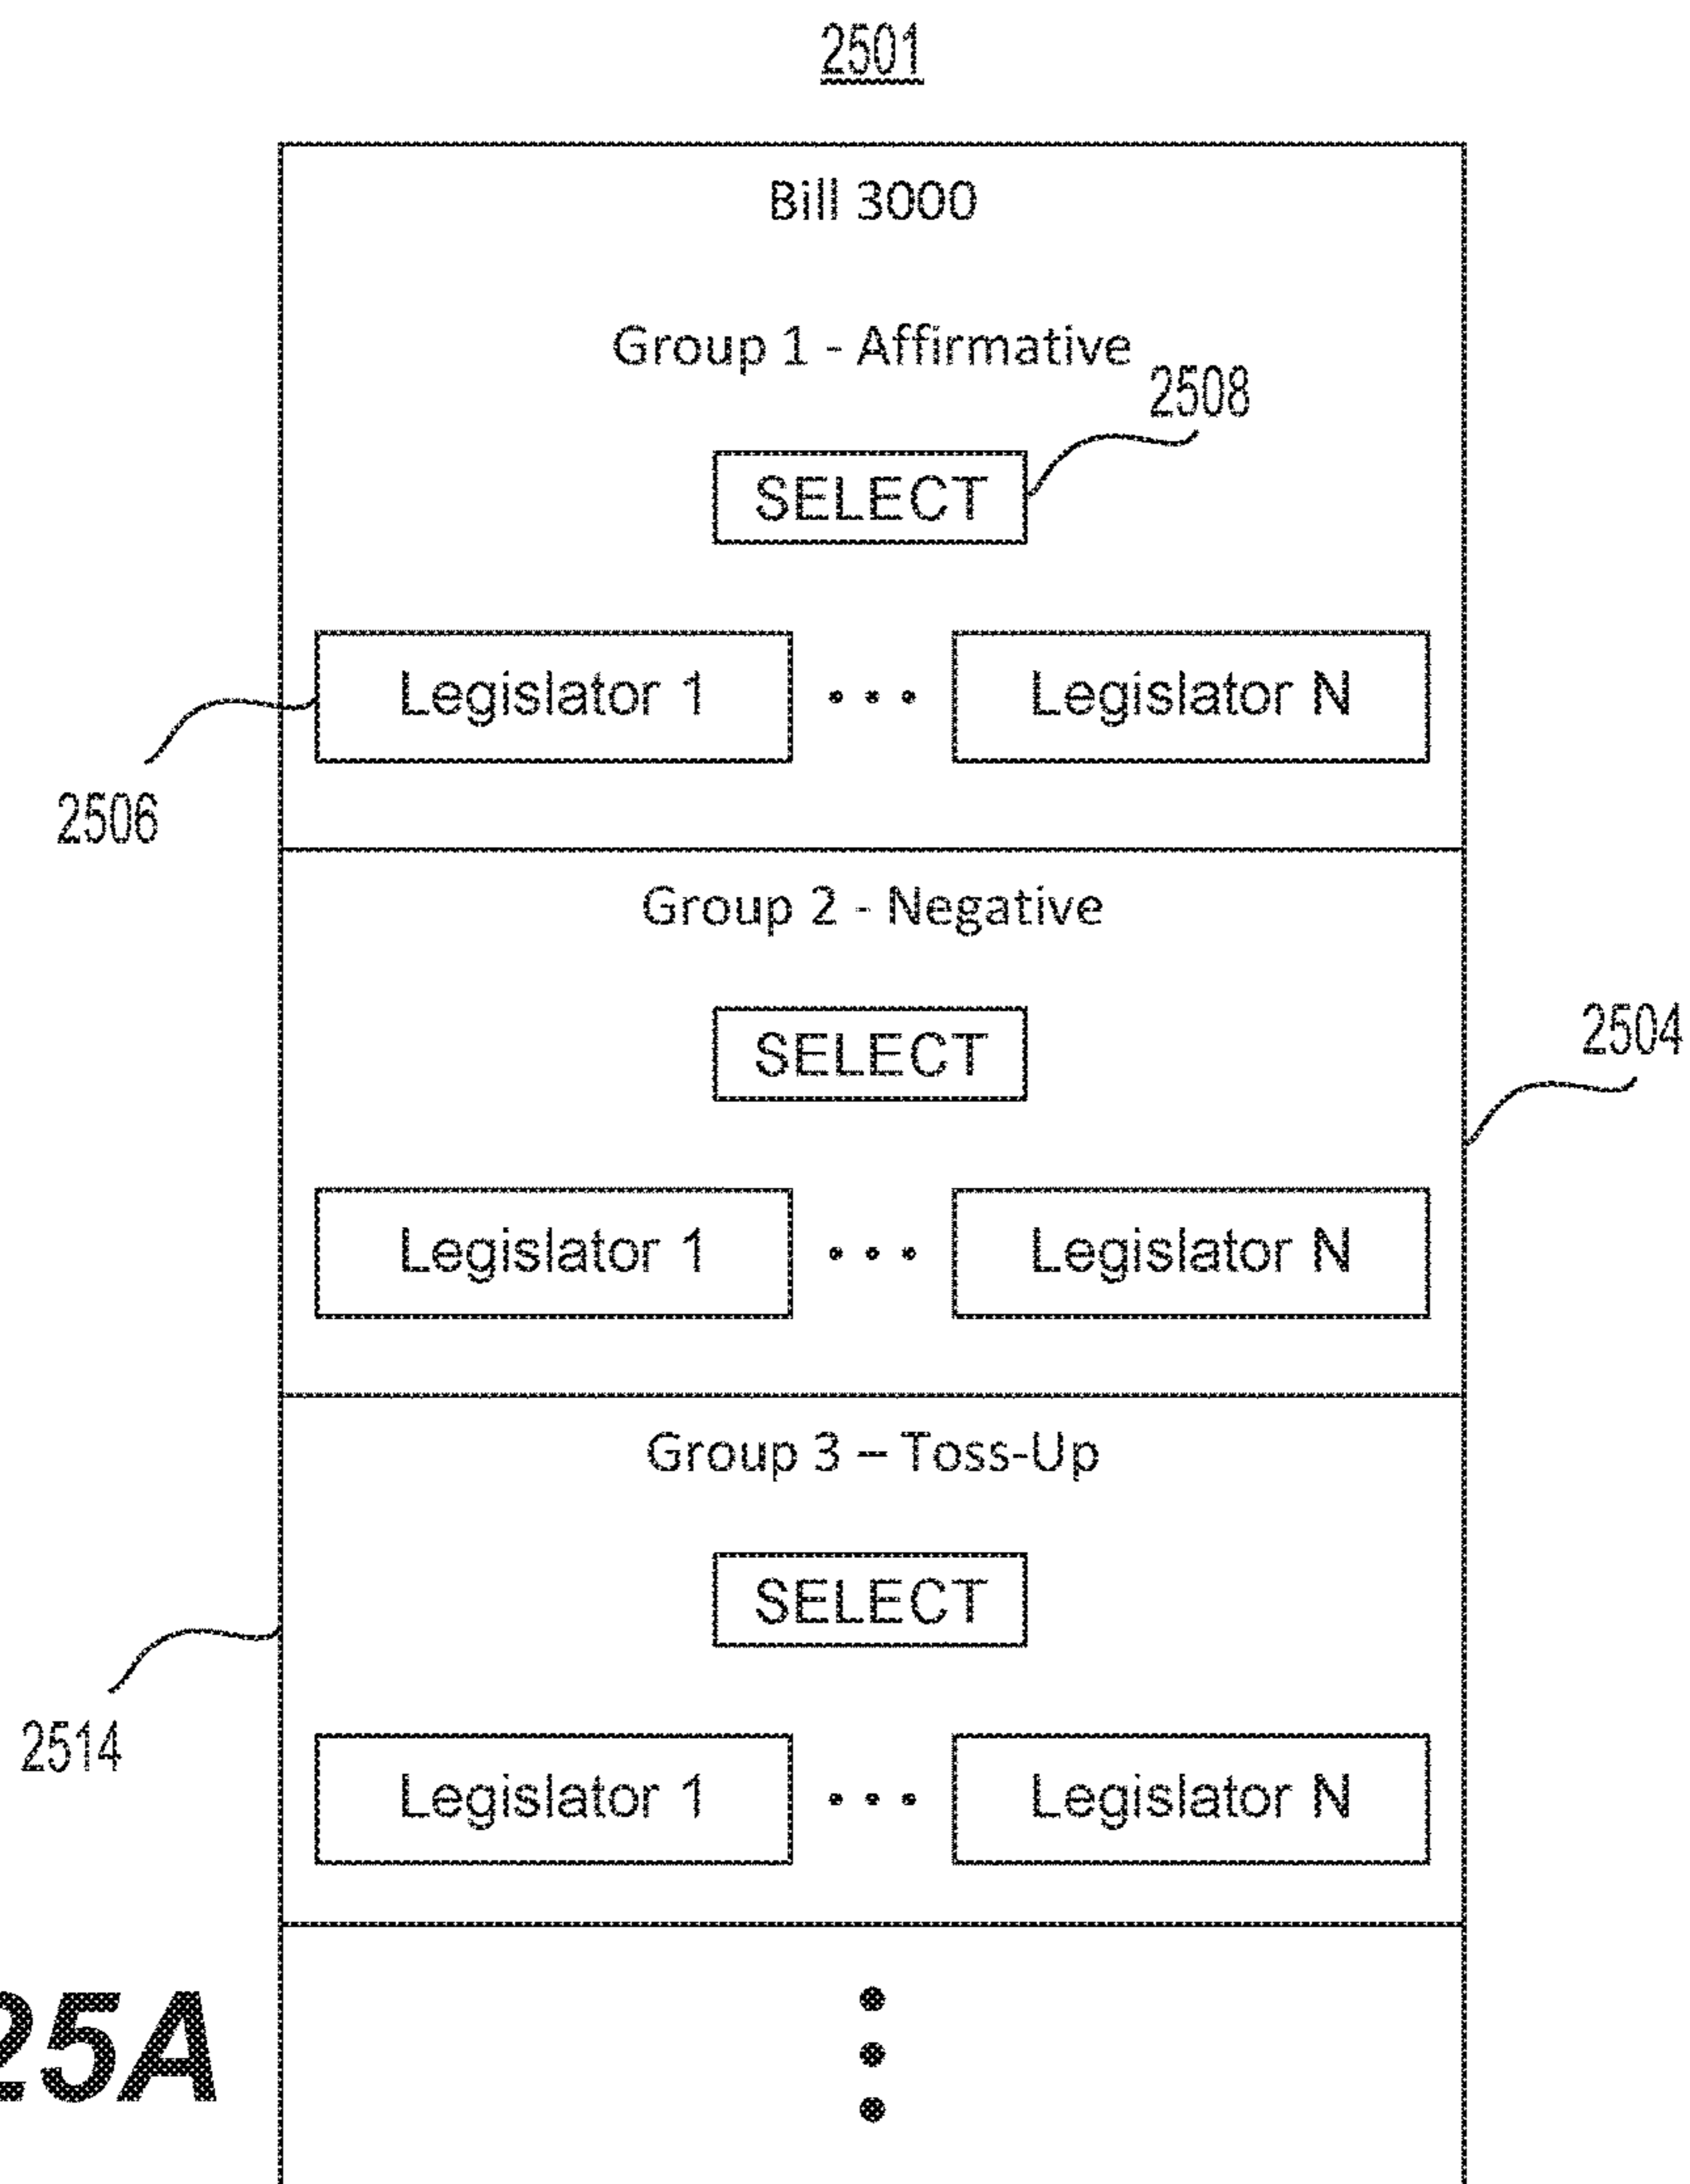 2501
Bill 3000
Group 1 - Affirmative
2508
SELECT
Legislator 1 ... Legislator N
2506
Group 2 - Negative
SELECT
2504
Legislator 1 ... Legislator N
Group 3 – Toss-Up
SELECT
2514
Legislator 1 ... Legislator N
25A